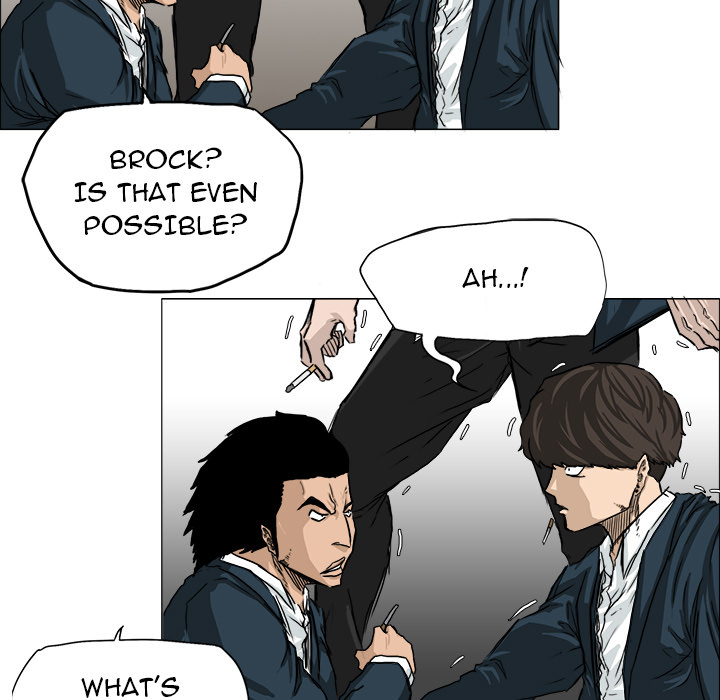 BROCK?
IS THAT EVEN
POSSIBLE?
AH...!
WHAT'S